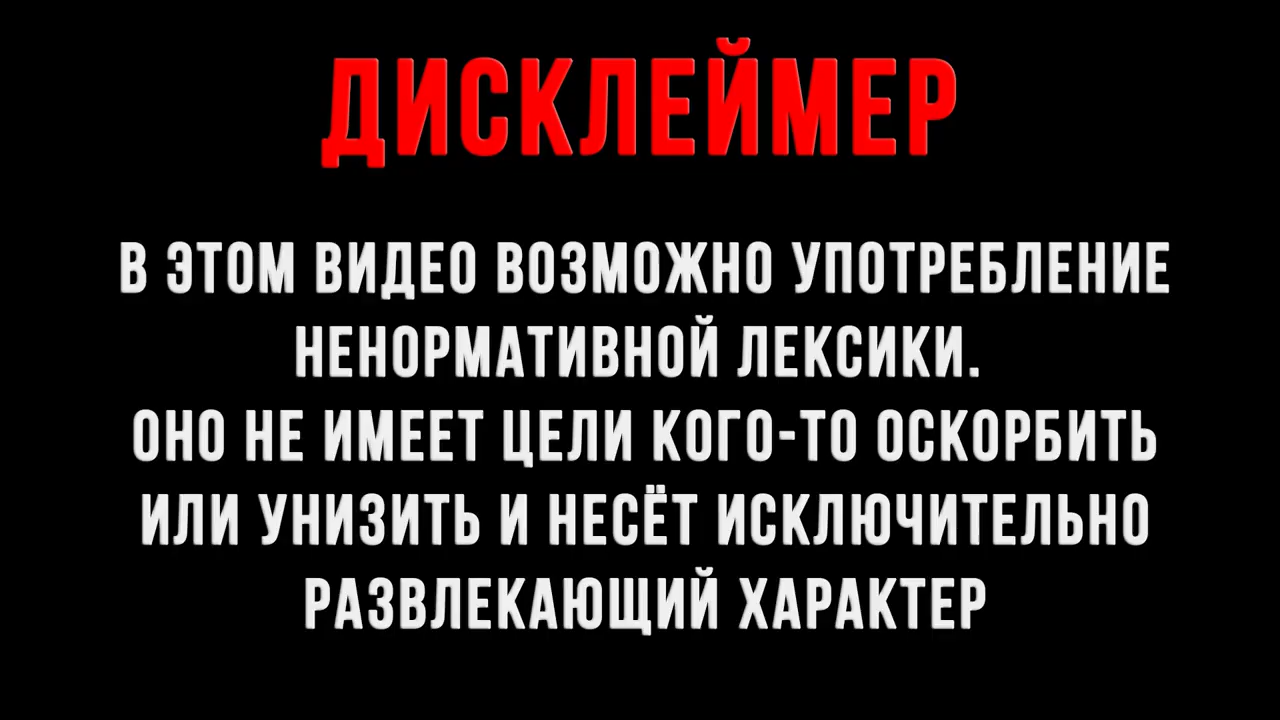 ДИСКЛЕЙМЕР
В ЭТОМ ВИДЕО ВОЗМОЖНО УПОТРЕБЛЕНИЕ
НЕНОРМАТИВНОЙ ЛЕКСИКИ.
ОНО НЕ ИМЕЕТ ЦЕЛИ КОГО-ТО ОСКОРБИТЬ
ИЛИ УНИЗИТЬ И НЕСЁТ ИСКЛЮЧИТЕЛЬНО
РАЗВЛЕКАЮЩИЙ ХАРАКТЕР